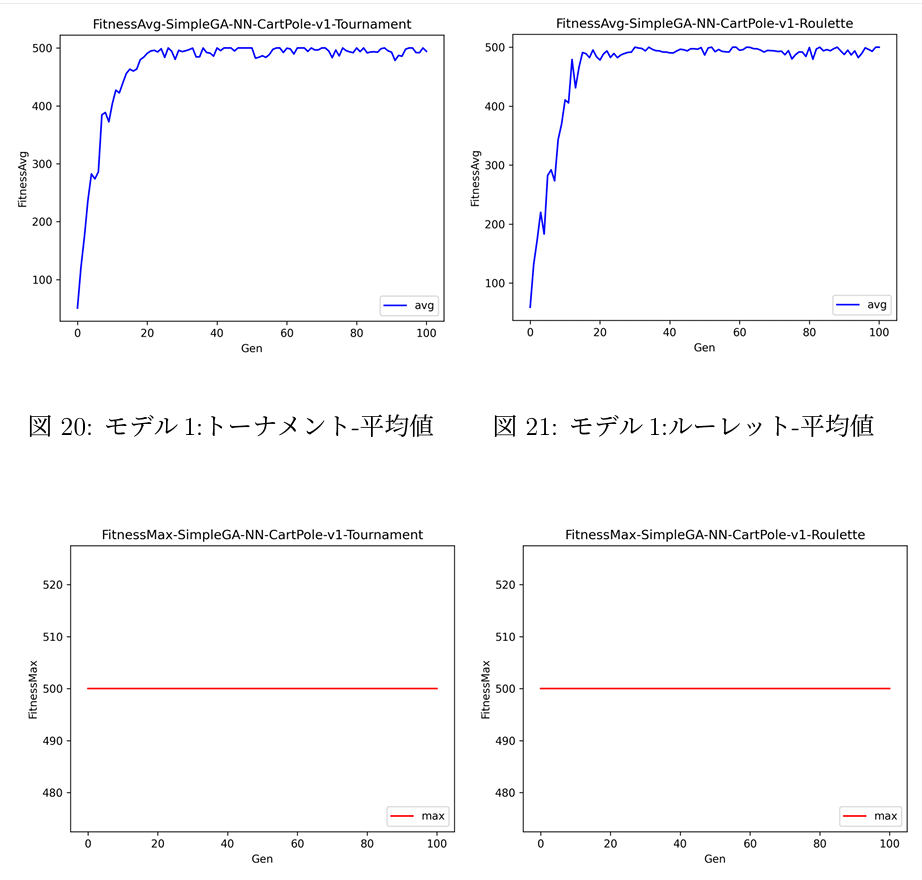 FitnessAvg-SimpleGA-NN-CartPole-v1-Tournament
500
400
300
200
100
FitnessAvg
avg
0 20 40 60 80 100
Gen
FitnessAvg-SimpleGA-NN-CartPole-v1-Roulette
500
400
300
200
100
FitnessAvg
avg
0 20 40 60 80 100
Gen
図 20: モデル 1:トーナメント-平均値
図 21: モデル 1:ルーレット-平均値
FitnessMax-SimpleGA-NN-CartPole-v1-Tournament
520
510
500
490
480
FitnessMax
max
0 20 40 60 80 100
Gen
FitnessMax-SimpleGA-NN-CartPole-v1-Roulette
520
510
500
490
480
FitnessMax
max
0 20 40 60 80 100
Gen